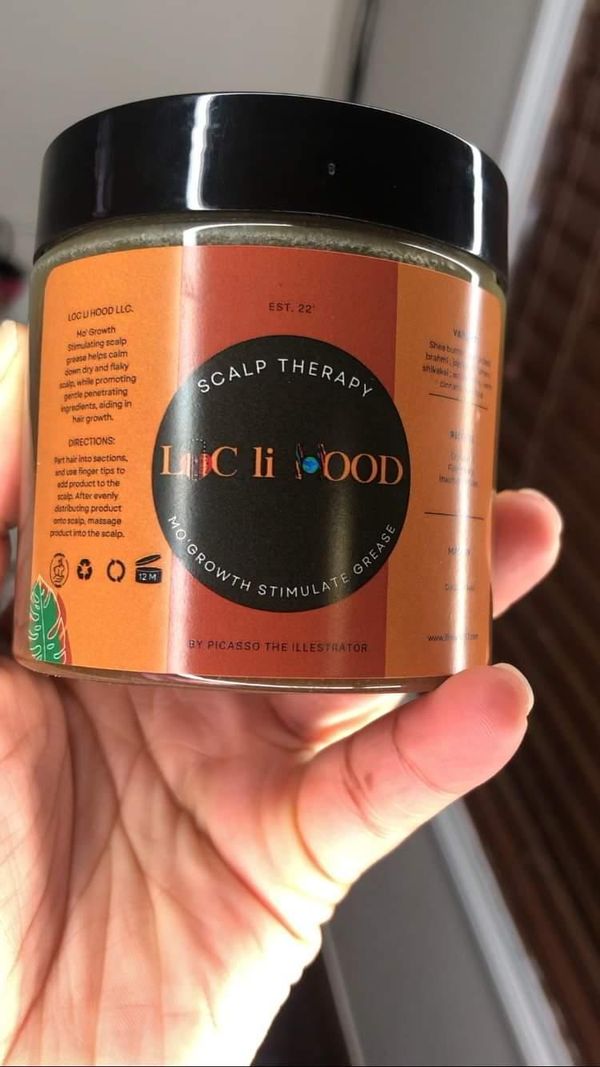 LOC LI HOOD LLC.
Mo' Growth
Stimulating scalp
grease helps calm
down dry and flaky
scalp, while promoting
gentle penetrating
ingredients, aiding in
hair growth.
DIRECTIONS:
Part hair into sections,
and use finger tips to
add product to the
scalp. After evenly
distributing product
onto scalp, massage
product into the scalp.
12 M
EST. 22'
SCALP THERAPY
LOC li HOOD
MO'GROWTH STIMULATE GREASE
BY PICASSO THE ILLESTRATOR
Shea
brahmi
shikakai